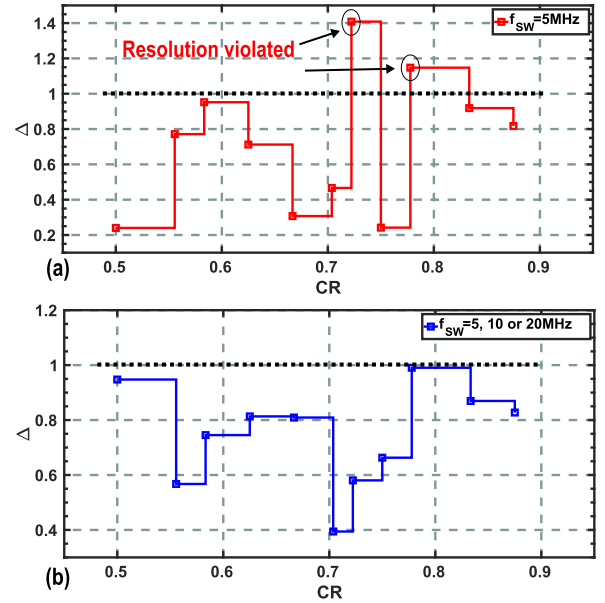 1.4
1.2
1
0.8
0.6
0.4
0.2
Δ
Resolution violated
f_SW=5MHz
0.5 0.6 0.7 0.8 0.9
(a)
CR
1.2
1
0.8
0.6
0.4
Δ
f_SW=5, 10 or 20MHz
0.5 0.6 0.7 0.8 0.9
(b)
CR